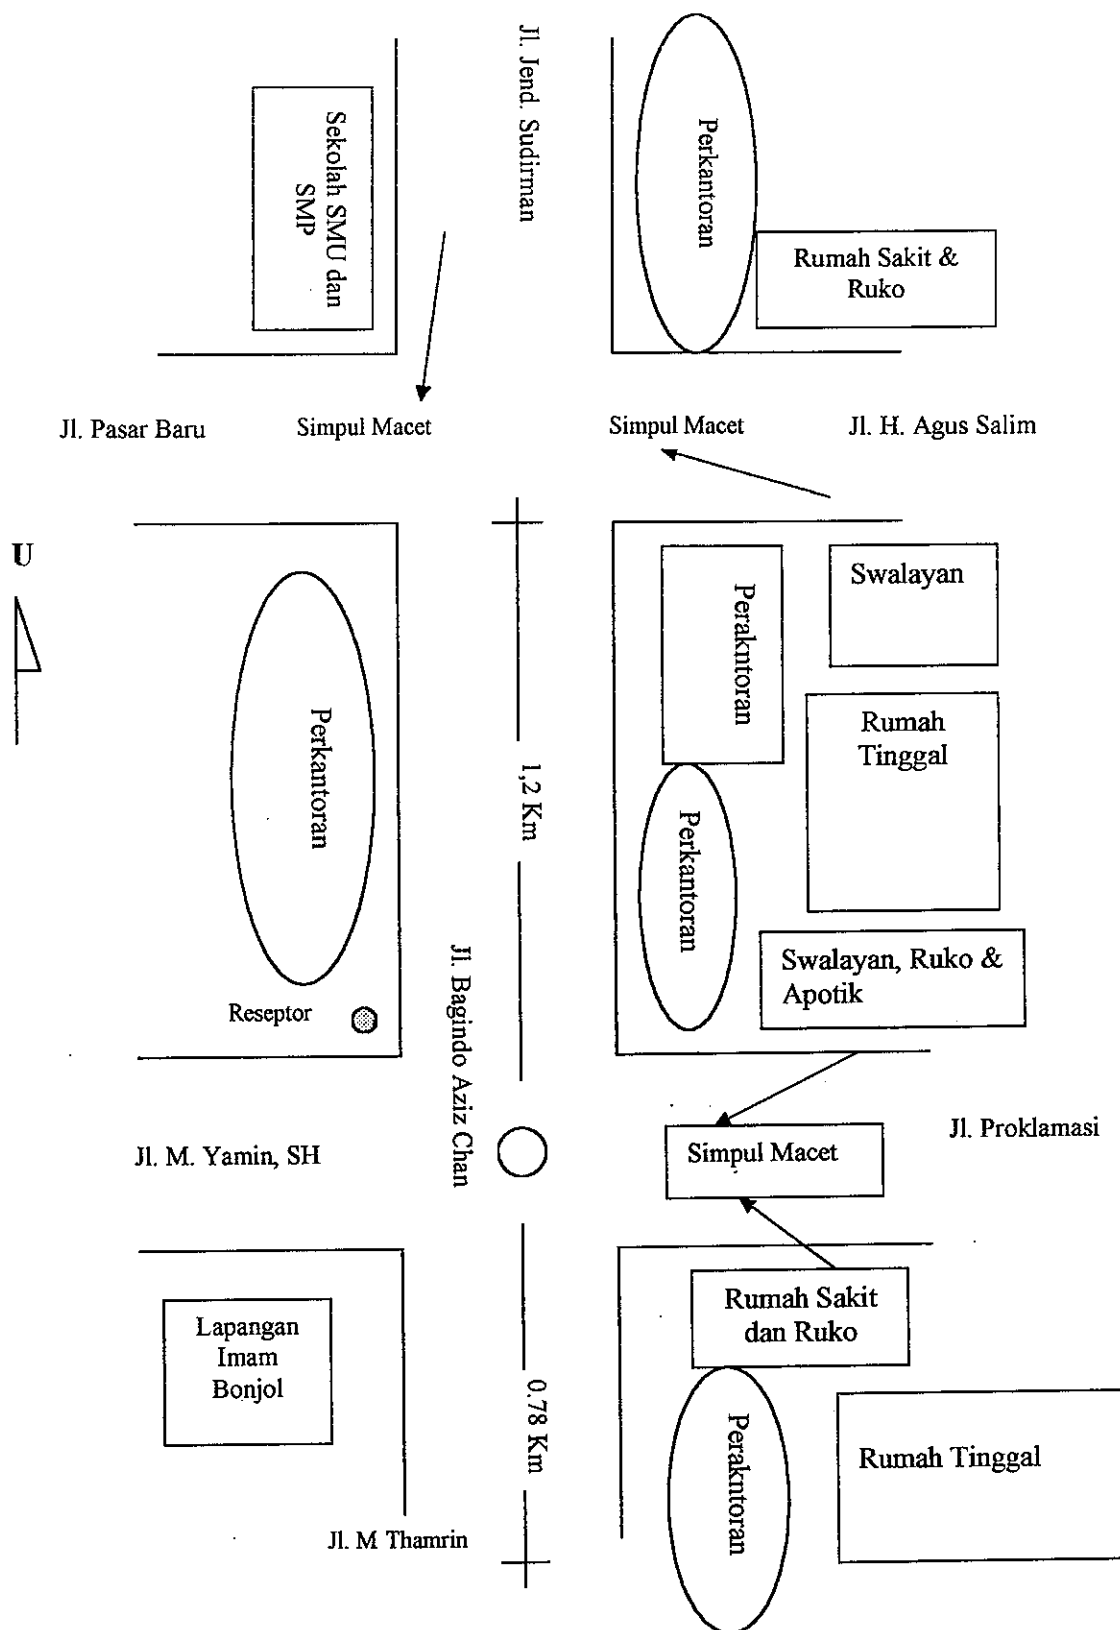 Jl. Jend. Sudirman
Sekolah SMU dan
SMP
Perkantoran
Rumah Sakit &
Ruko
Jl. Pasar Baru
Simpul Macet
Simpul Macet
Jl. H. Agus Salim
U
Perkantoran
1,2 Km
Perakntoran
Swalayan
Rumah
Tinggal
Perkantoran
Swalayan, Ruko &
Apotik
Reseptor
Jl. Bagindo Aziz Chan
Jl. M. Yamin, SH
Simpul Macet
Jl. Proklamasi
Lapangan
Imam
Bonjol
0.78 Km
Rumah Sakit
dan Ruko
Perakntoran
Rumah Tinggal
Jl. M Thamrin